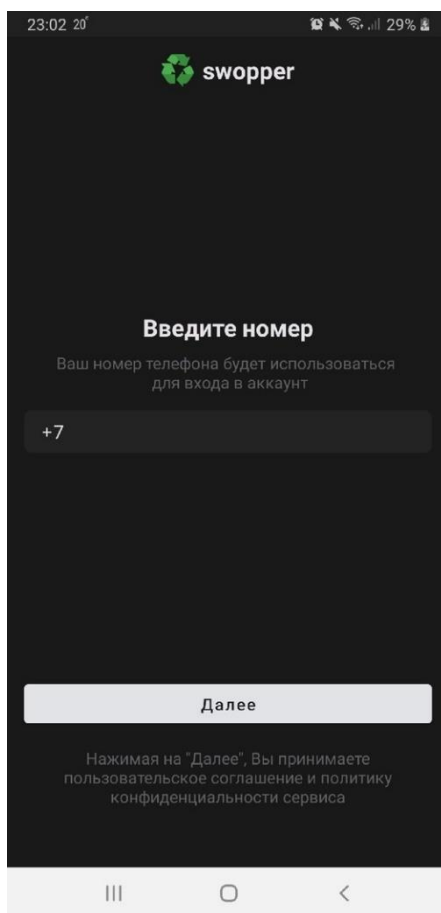 23:02 20° 29%
swopper
Введите номер
Ваш номер телефона будет использоваться
для входа в аккаунт
+7
Далее
Нажимая на "Далее", Вы принимаете
пользовательское соглашение и политику
конфиденциальности сервиса